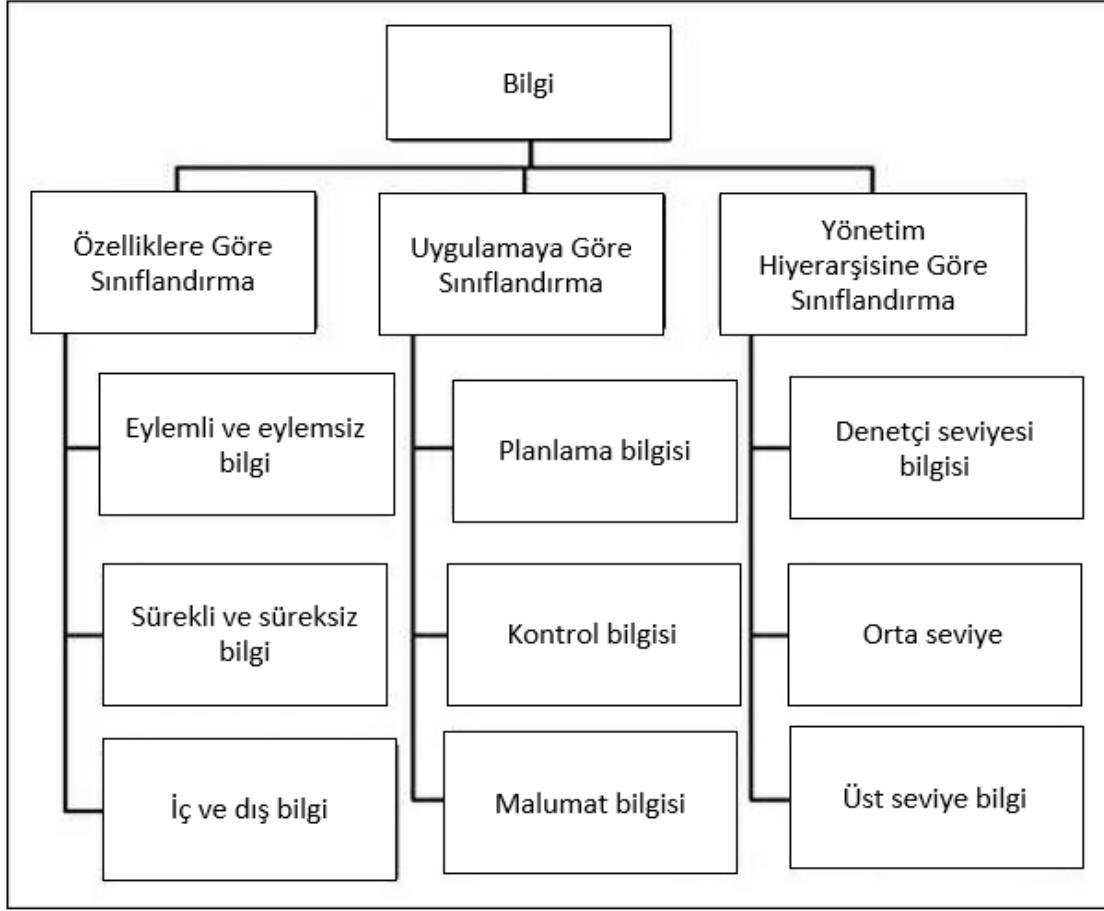 Bilgi
Özelliklere Göre
Sınıflandırma
Uygulamaya Göre
Sınıflandırma
Yönetim
Hiyerarşisine Göre
Sınıflandırma
Eylemli ve eylemsiz
bilgi
Planlama bilgisi
Denetçi seviyesi
bilgisi
Sürekli ve süreksiz
bilgi
Kontrol bilgisi
Orta seviye
İç ve dış bilgi
Malumat bilgisi
Üst seviye bilgi